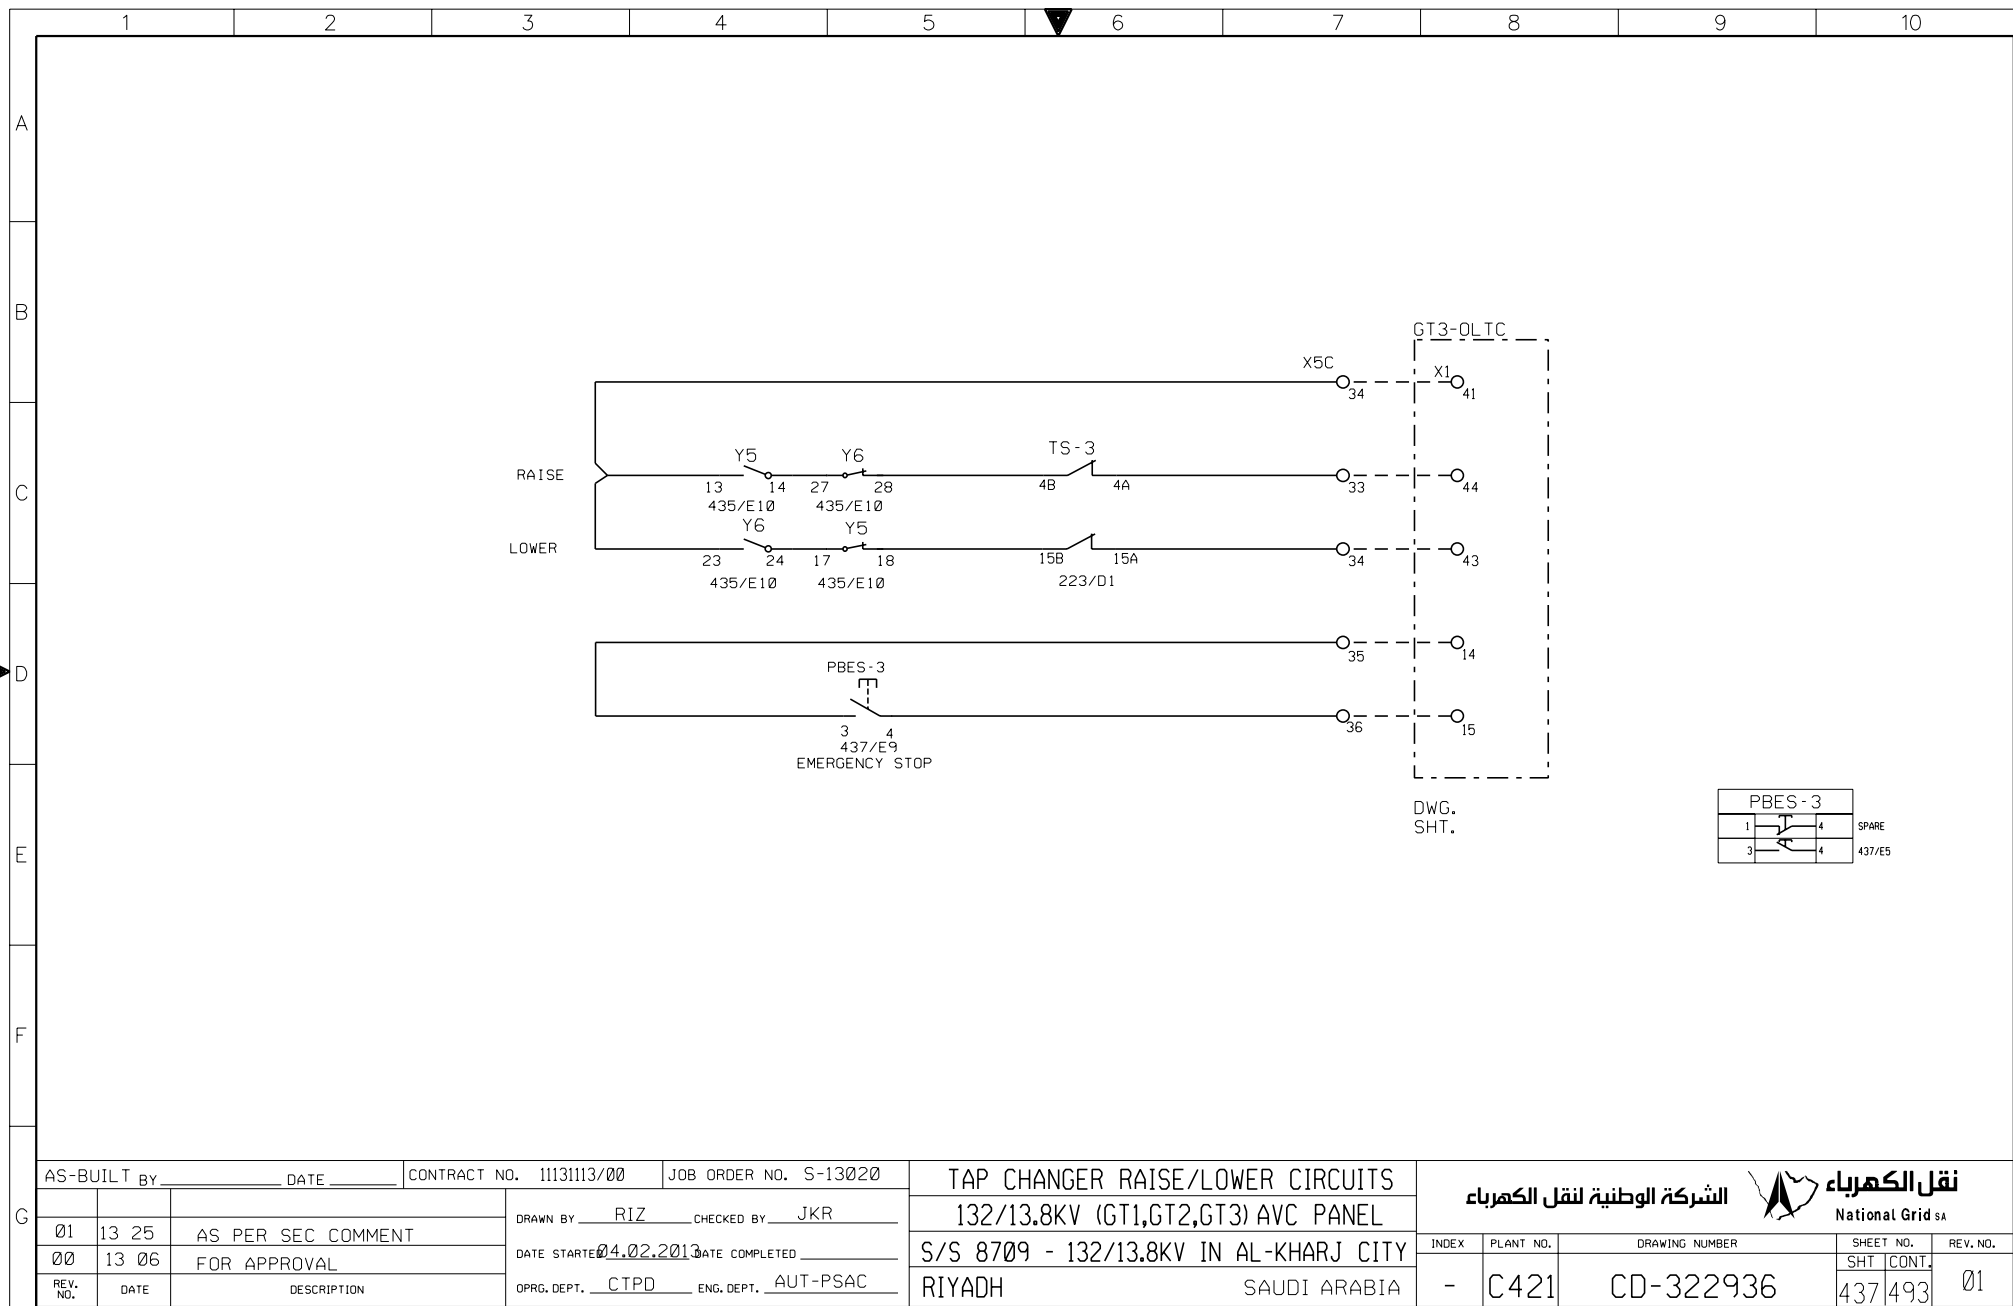 1 2 3 4 5 6 7 8 9 10
A
B
C
D
E
F
G
GT3-OLTC
X5C X1
34 41
RAISE Y5 Y6 TS-3
13 14 27 28 4B 4A 33 44
435/E10 435/E10
LOWER Y6 Y5
23 24 17 18 15B 15A 34 43
435/E10 435/E10 223/D1
35 14
PBES-3
3 4 36 15
437/E9
EMERGENCY STOP
DWG.
SHT.
PBES-3
1 4 SPARE
3 4 437/E5
AS-BUILT BY DATE CONTRACT NO. 11131113/00 JOB ORDER NO. S-13020
01 13 25 AS PER SEC COMMENT
00 13 06 FOR APPROVAL
REV. NO. DATE DESCRIPTION
DRAWN BY RIZ CHECKED BY JKR
DATE STARTED 04.02.2013 DATE COMPLETED
OPRG. DEPT. CTPD ENG. DEPT. AUT-PSAC
TAP CHANGER RAISE/LOWER CIRCUITS
132/13.8KV (GT1,GT2,GT3) AVC PANEL
S/S 8709 - 132/13.8KV IN AL-KHARJ CITY
RIYADH SAUDI ARABIA
الشركة الوطنية لنقل الكهرباء
نقل الكهرباء
National Grid SA
INDEX PLANT NO. DRAWING NUMBER SHEET NO. REV. NO.
SHT CONT.
- C421 CD-322936 437 493 01